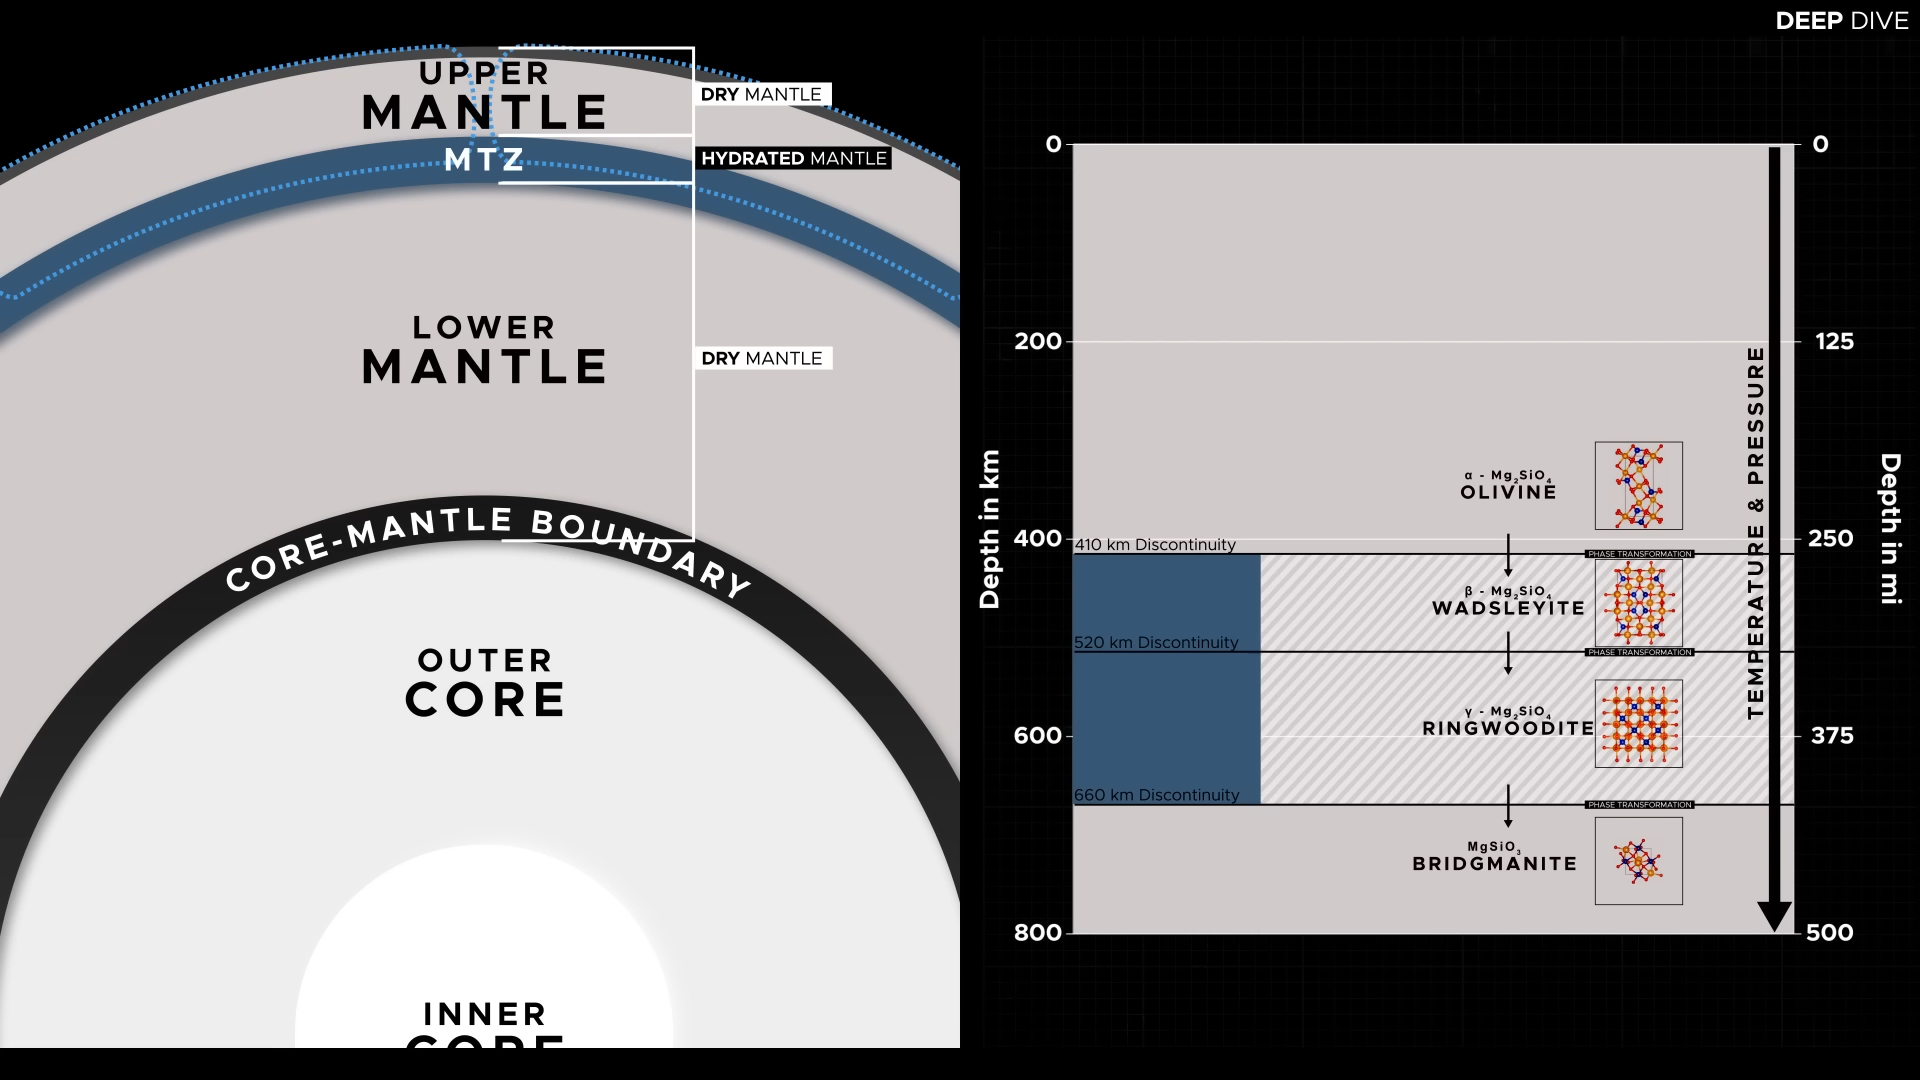 DEEP DIVE
UPPER
MANTLE
DRY MANTLE
MTZ
HYDRATED MANTLE
LOWER
MANTLE
DRY MANTLE
CORE-MANTLE BOUNDARY
OUTER
CORE
INNER
CORE
Depth in km
0
200
400
600
800
410 km Discontinuity
520 km Discontinuity
660 km Discontinuity
α - Mg₂SiO₄
OLIVINE
PHASE TRANSFORMATION
β - Mg₂SiO₄
WADSLEYITE
PHASE TRANSFORMATION
γ - Mg₂SiO₄
RINGWOODITE
PHASE TRANSFORMATION
MgSiO₃
BRIDGMANITE
TEMPERATURE & PRESSURE
0
125
250
375
500
Depth in mi